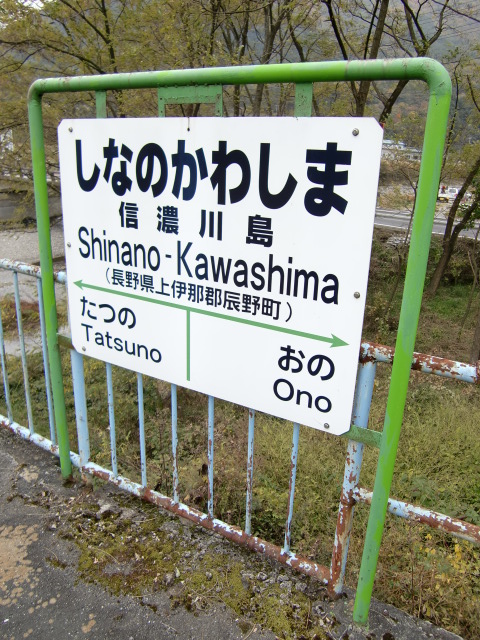 しなのかわしま
信濃川島
Shinano-Kawashima
(長野県上伊那郡辰野町)
たつの
Tatsuno
おの
Ono